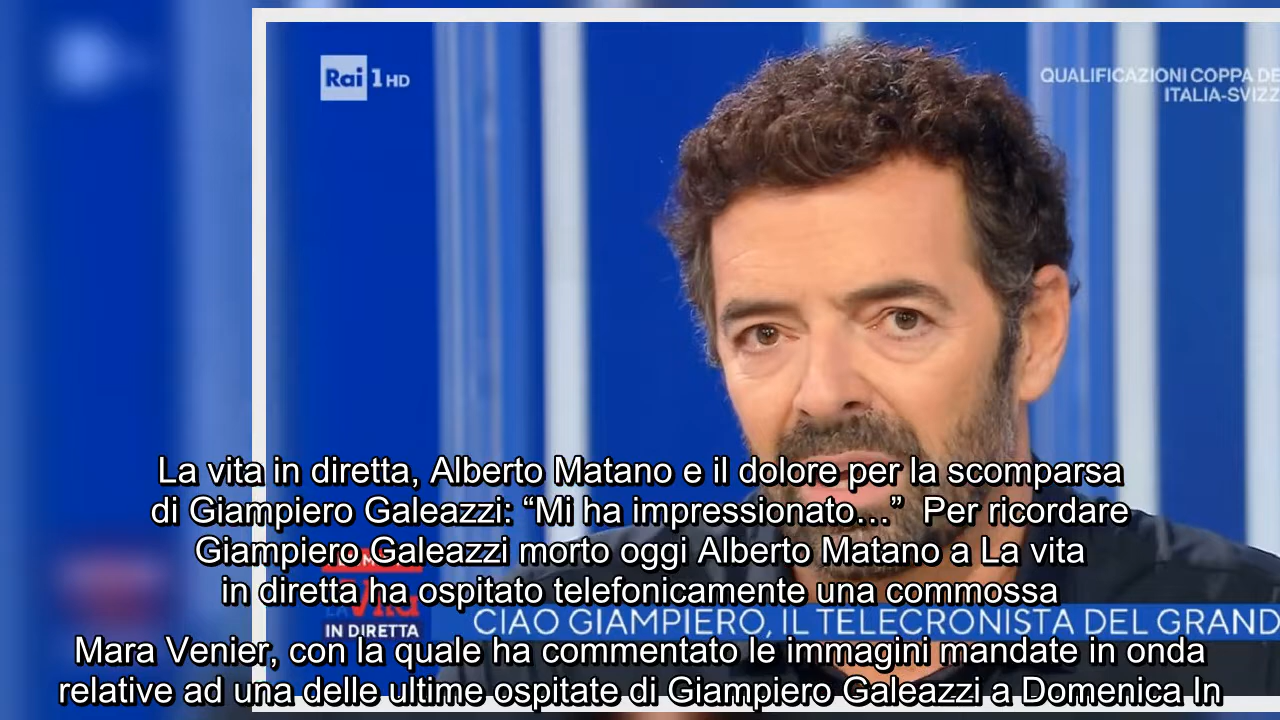 Rai 1 HD
QUALIFICAZIONI COPPA DE
ITALIA-SVIZZ
La vita in diretta, Alberto Matano e il dolore per la scomparsa
di Giampiero Galeazzi: “Mi ha impressionato…”  Per ricordare
Giampiero Galeazzi morto oggi Alberto Matano a La vita
in diretta ha ospitato telefonicamente una commossa
LA Vita
IN DIRETTA
CIAO GIAMPIERO, IL TELECRONISTA DEL GRAND
Mara Venier, con la quale ha commentato le immagini mandate in onda
relative ad una delle ultime ospitate di Giampiero Galeazzi a Domenica In